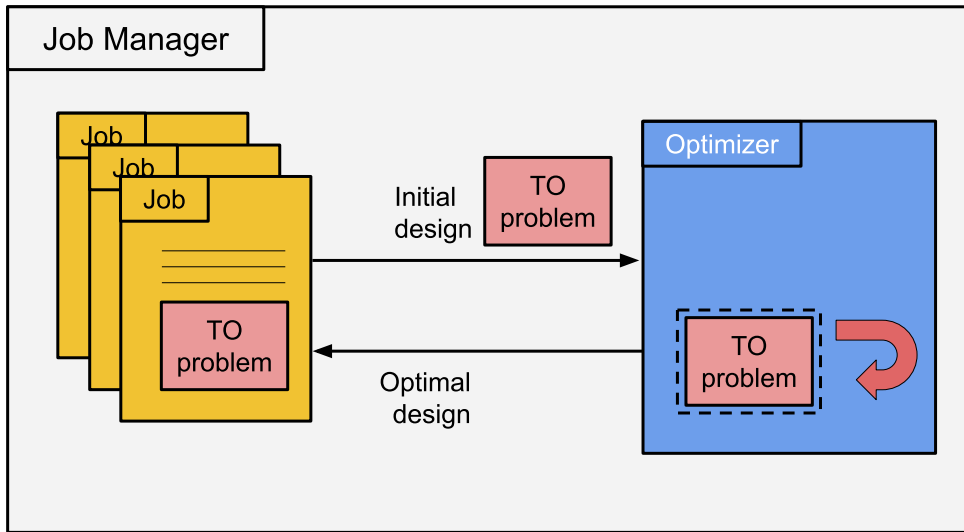 Job Manager
Job
Job
Job
TO
problem
Initial
design
TO
problem
Optimal
design
Optimizer
TO
problem